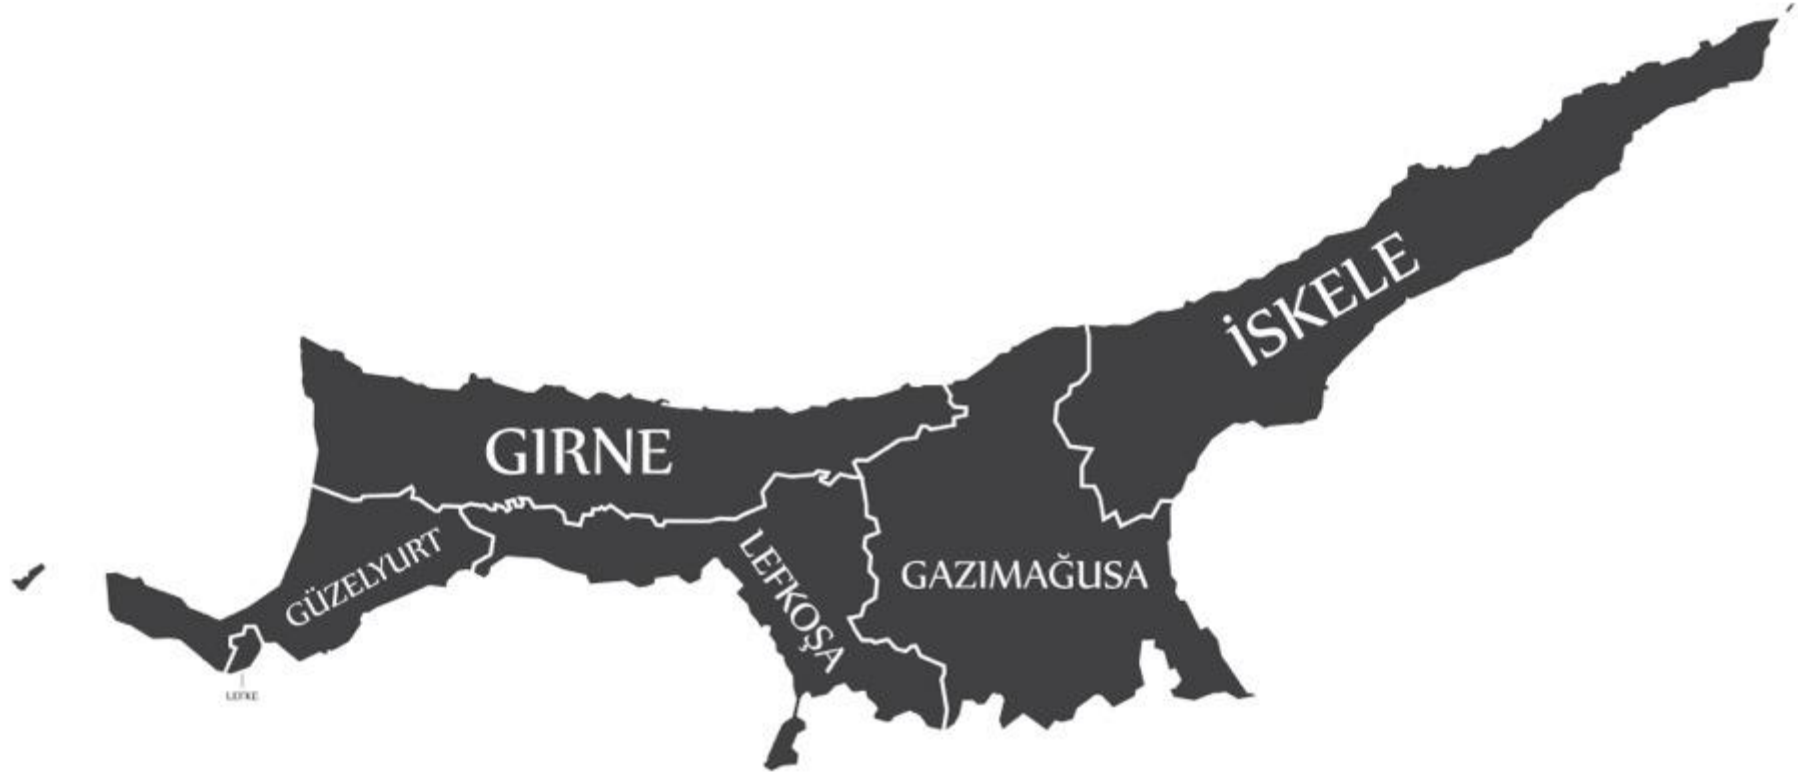 İSKELE
GIRNE
GÜZELYURT
LEFKOŞA
GAZIMAĞUSA
LEFKE